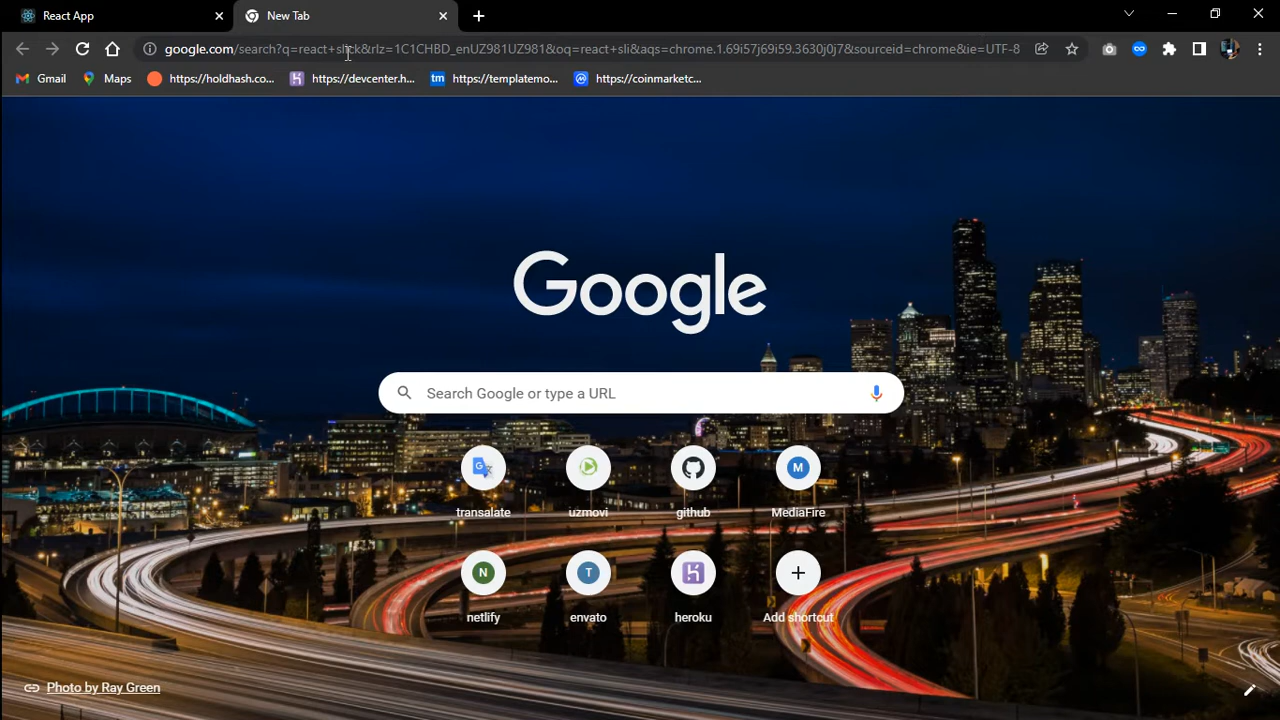 React App
New Tab
google.com/search?q=react+slick&rlz=1C1CHBD_enUZ981UZ981&oq=react+sli&aqs=chrome.1.69i57j69i59.3630j0j7&sourceid=chrome&ie=UTF-8
Gmail
Maps
https://holdhash.co...
https://devcenter.h...
https://templatemo...
https://coinmarketc...
Google
Search Google or type a URL
transalate
uzmovi
github
MediaFire
netlify
envato
heroku
Add shortcut
Photo by Ray Green